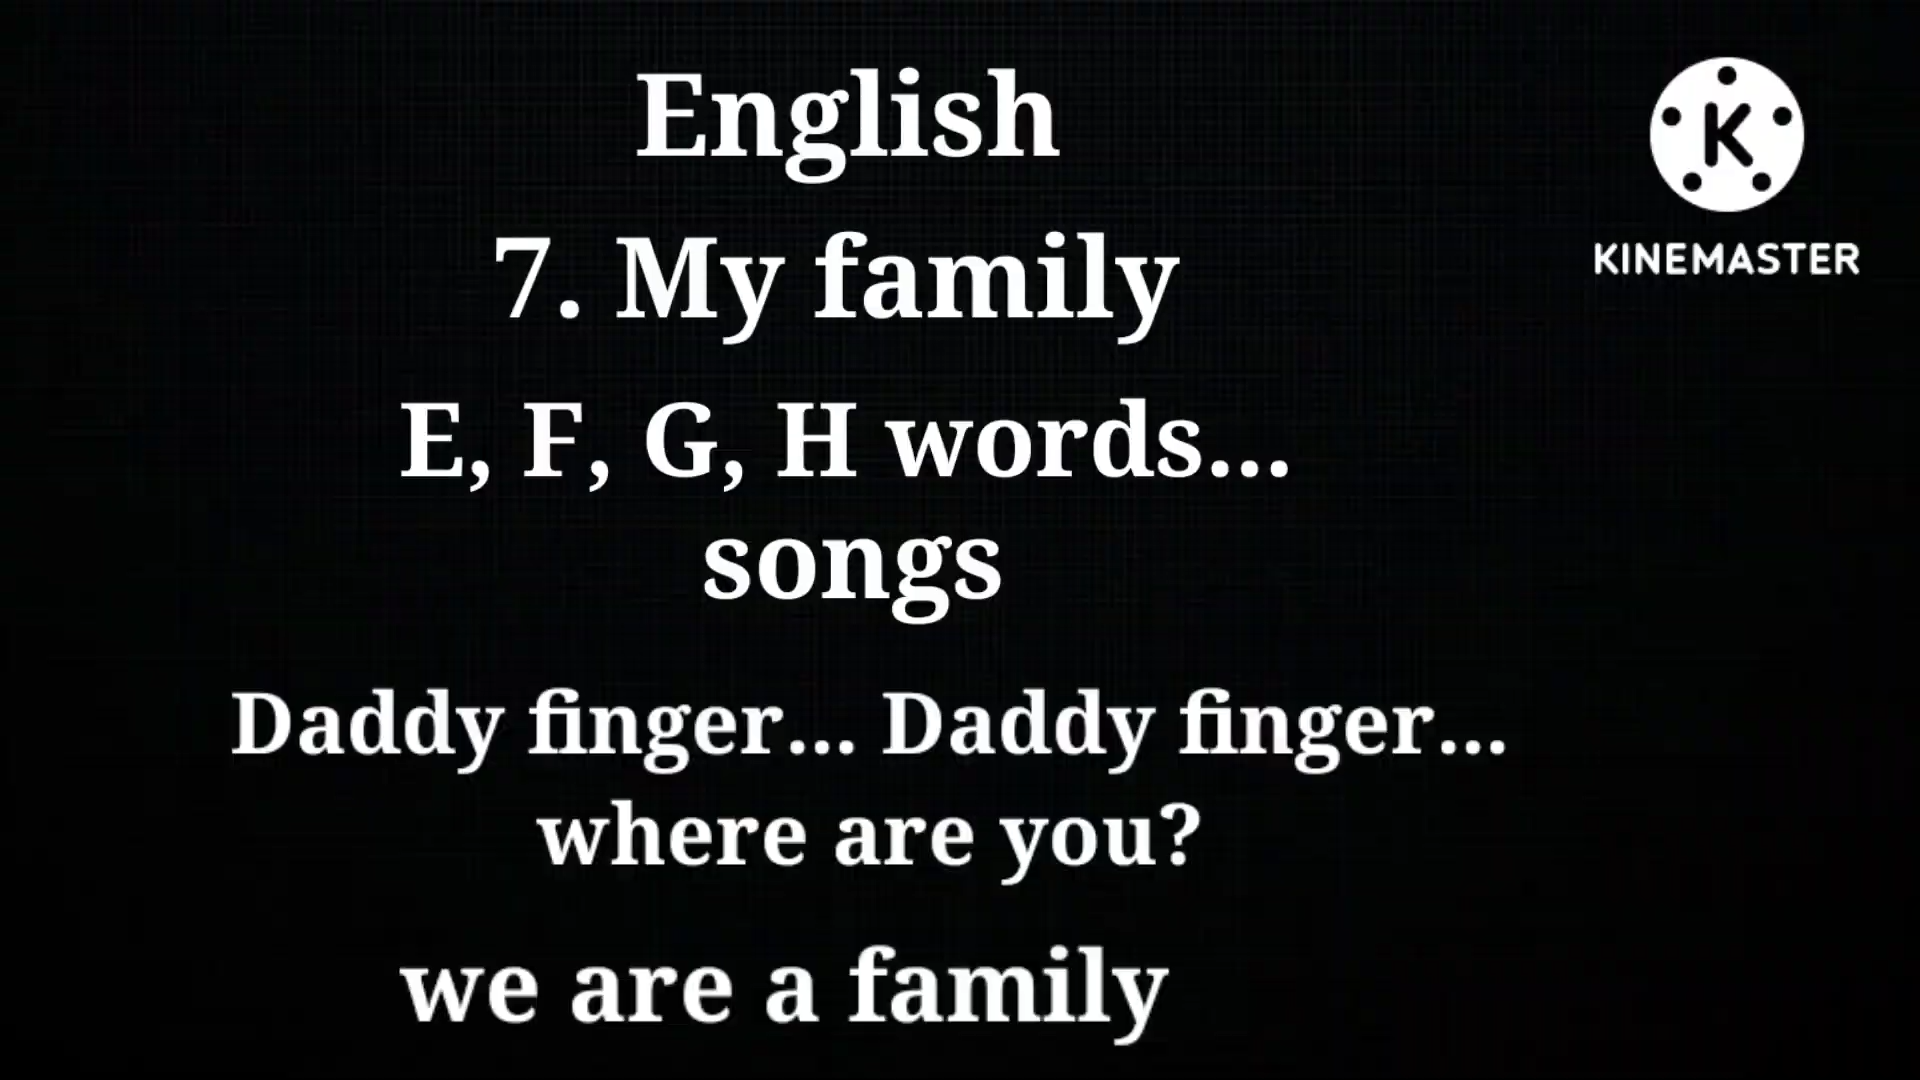 English
7. My family
E, F, G, H words...
songs
Daddy finger... Daddy finger...
where are you?
we are a family
K
KINEMASTER